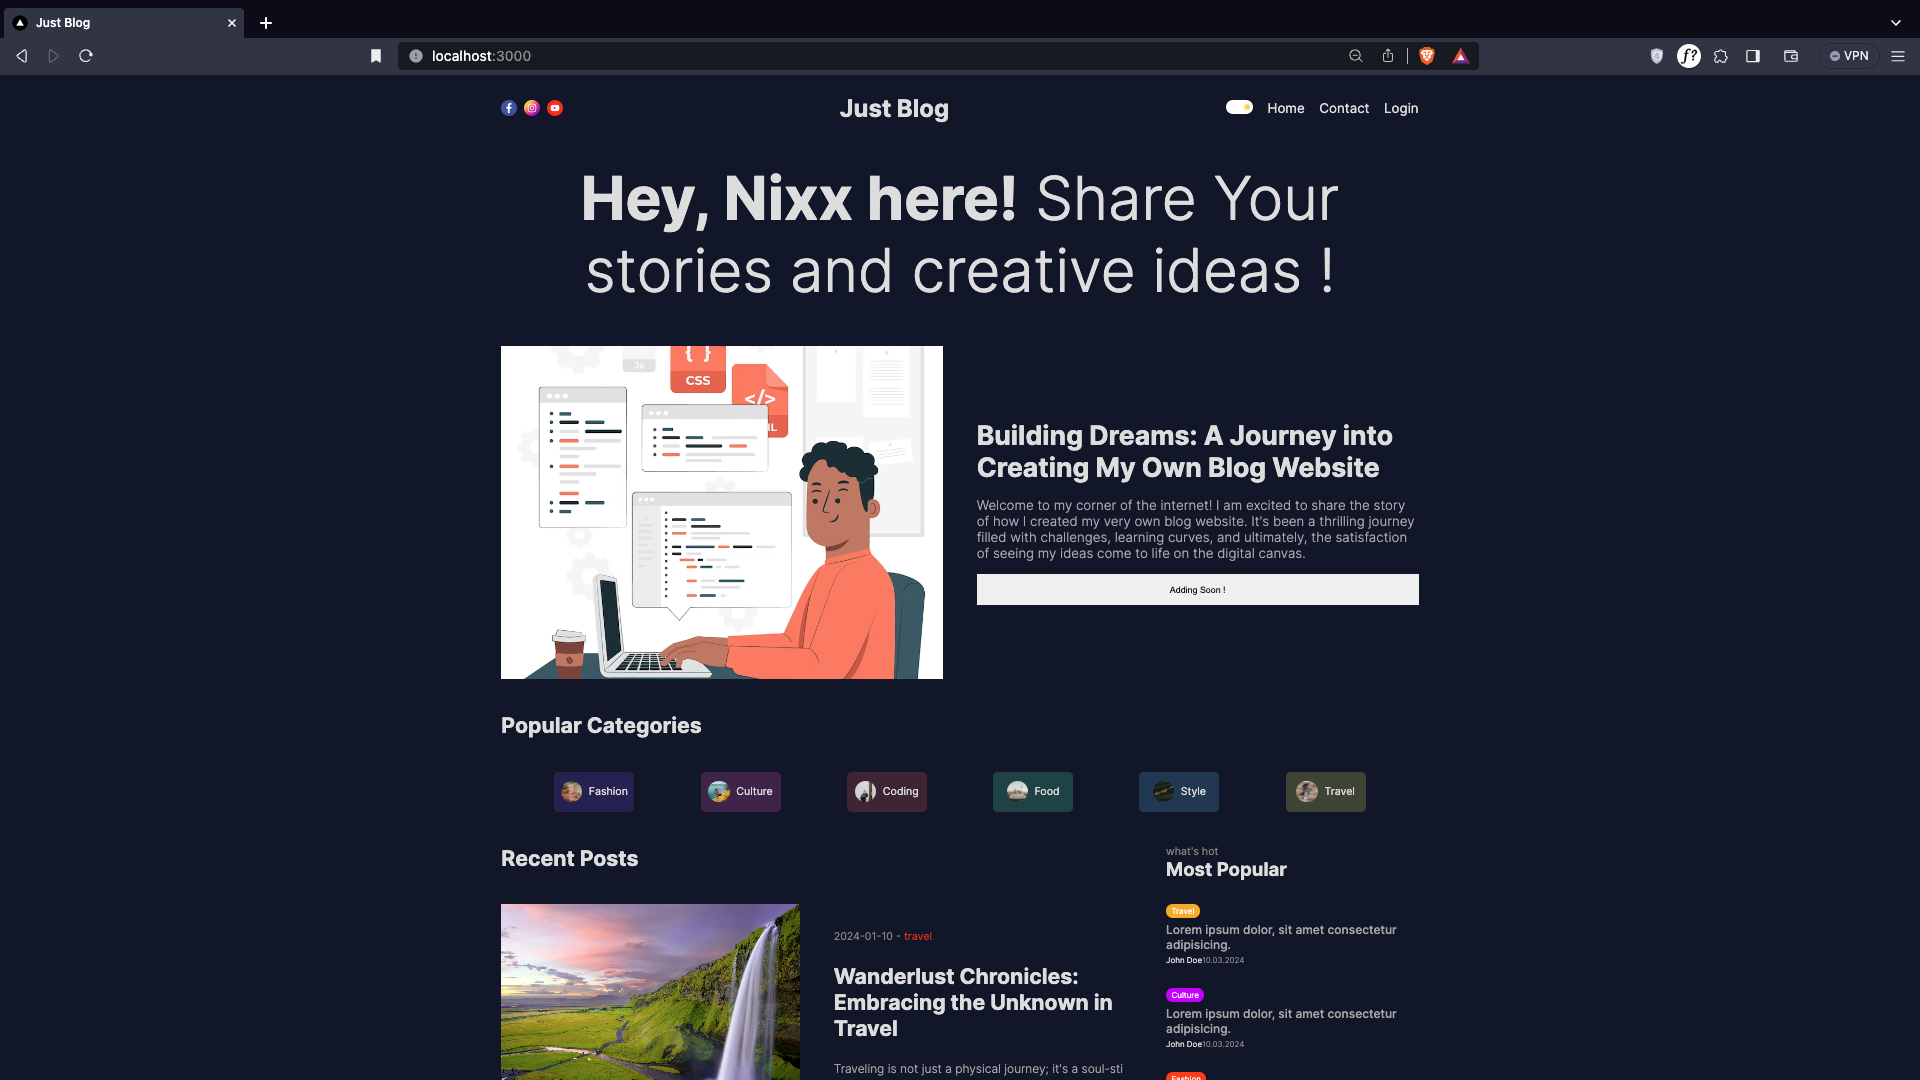 Just Blog
localhost:3000
f?
VPN
Just Blog
Home Contact Login
Hey, Nixx here! Share Your
stories and creative ideas !
Js
{ }
CSS
</>
IL
Building Dreams: A Journey into
Creating My Own Blog Website
Welcome to my corner of the internet! I am excited to share the story
of how I created my very own blog website. It's been a thrilling journey
filled with challenges, learning curves, and ultimately, the satisfaction
of seeing my ideas come to life on the digital canvas.
Adding Soon !
Popular Categories
Fashion
Culture
Coding
Food
Style
Travel
Recent Posts
2024-01-10 - travel
Wanderlust Chronicles:
Embracing the Unknown in
Travel
Traveling is not just a physical journey; it's a soul-sti
what's hot
Most Popular
Travel
Lorem ipsum dolor, sit amet consectetur
adipisicing.
John Doe10.03.2024
Culture
Lorem ipsum dolor, sit amet consectetur
adipisicing.
John Doe10.03.2024
Fashion